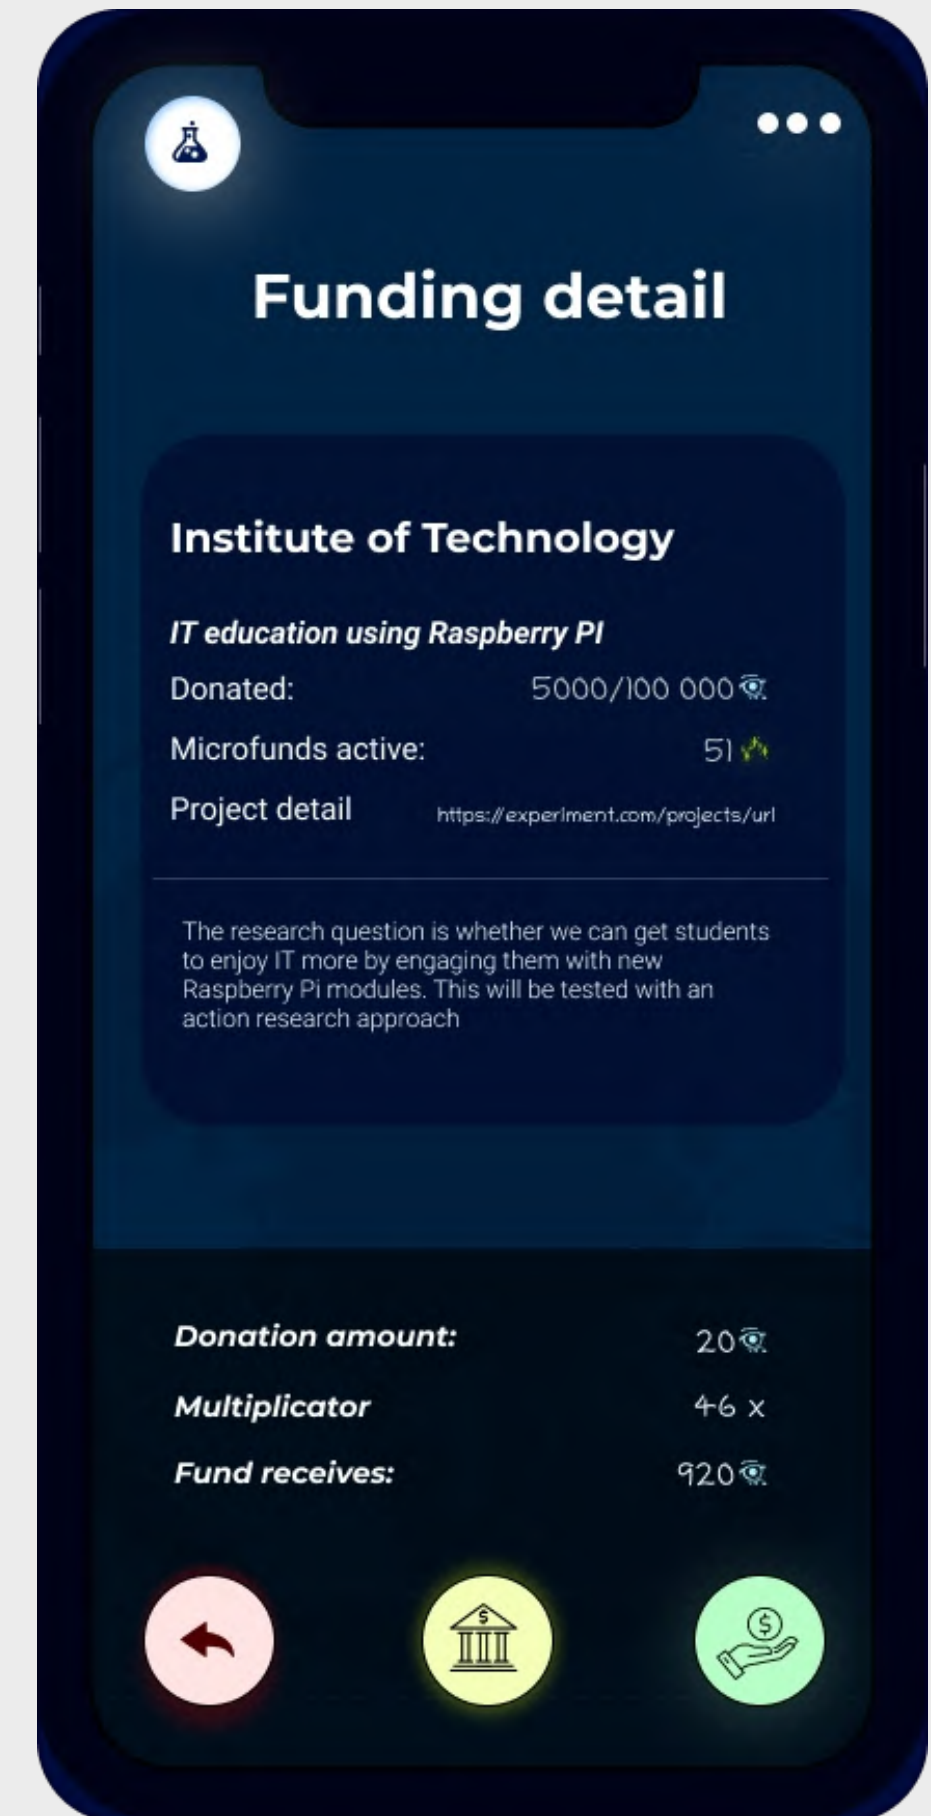 Funding detail
Institute of Technology
IT education using Raspberry PI
Donated: 5000/100 000
Microfunds active: 51
Project detail https://experiment.com/projects/url
The research question is whether we can get students
to enjoy IT more by engaging them with new
Raspberry Pi modules. This will be tested with an
action research approach
Donation amount: 20
Multiplicator 46 x
Fund receives: 920
$
$